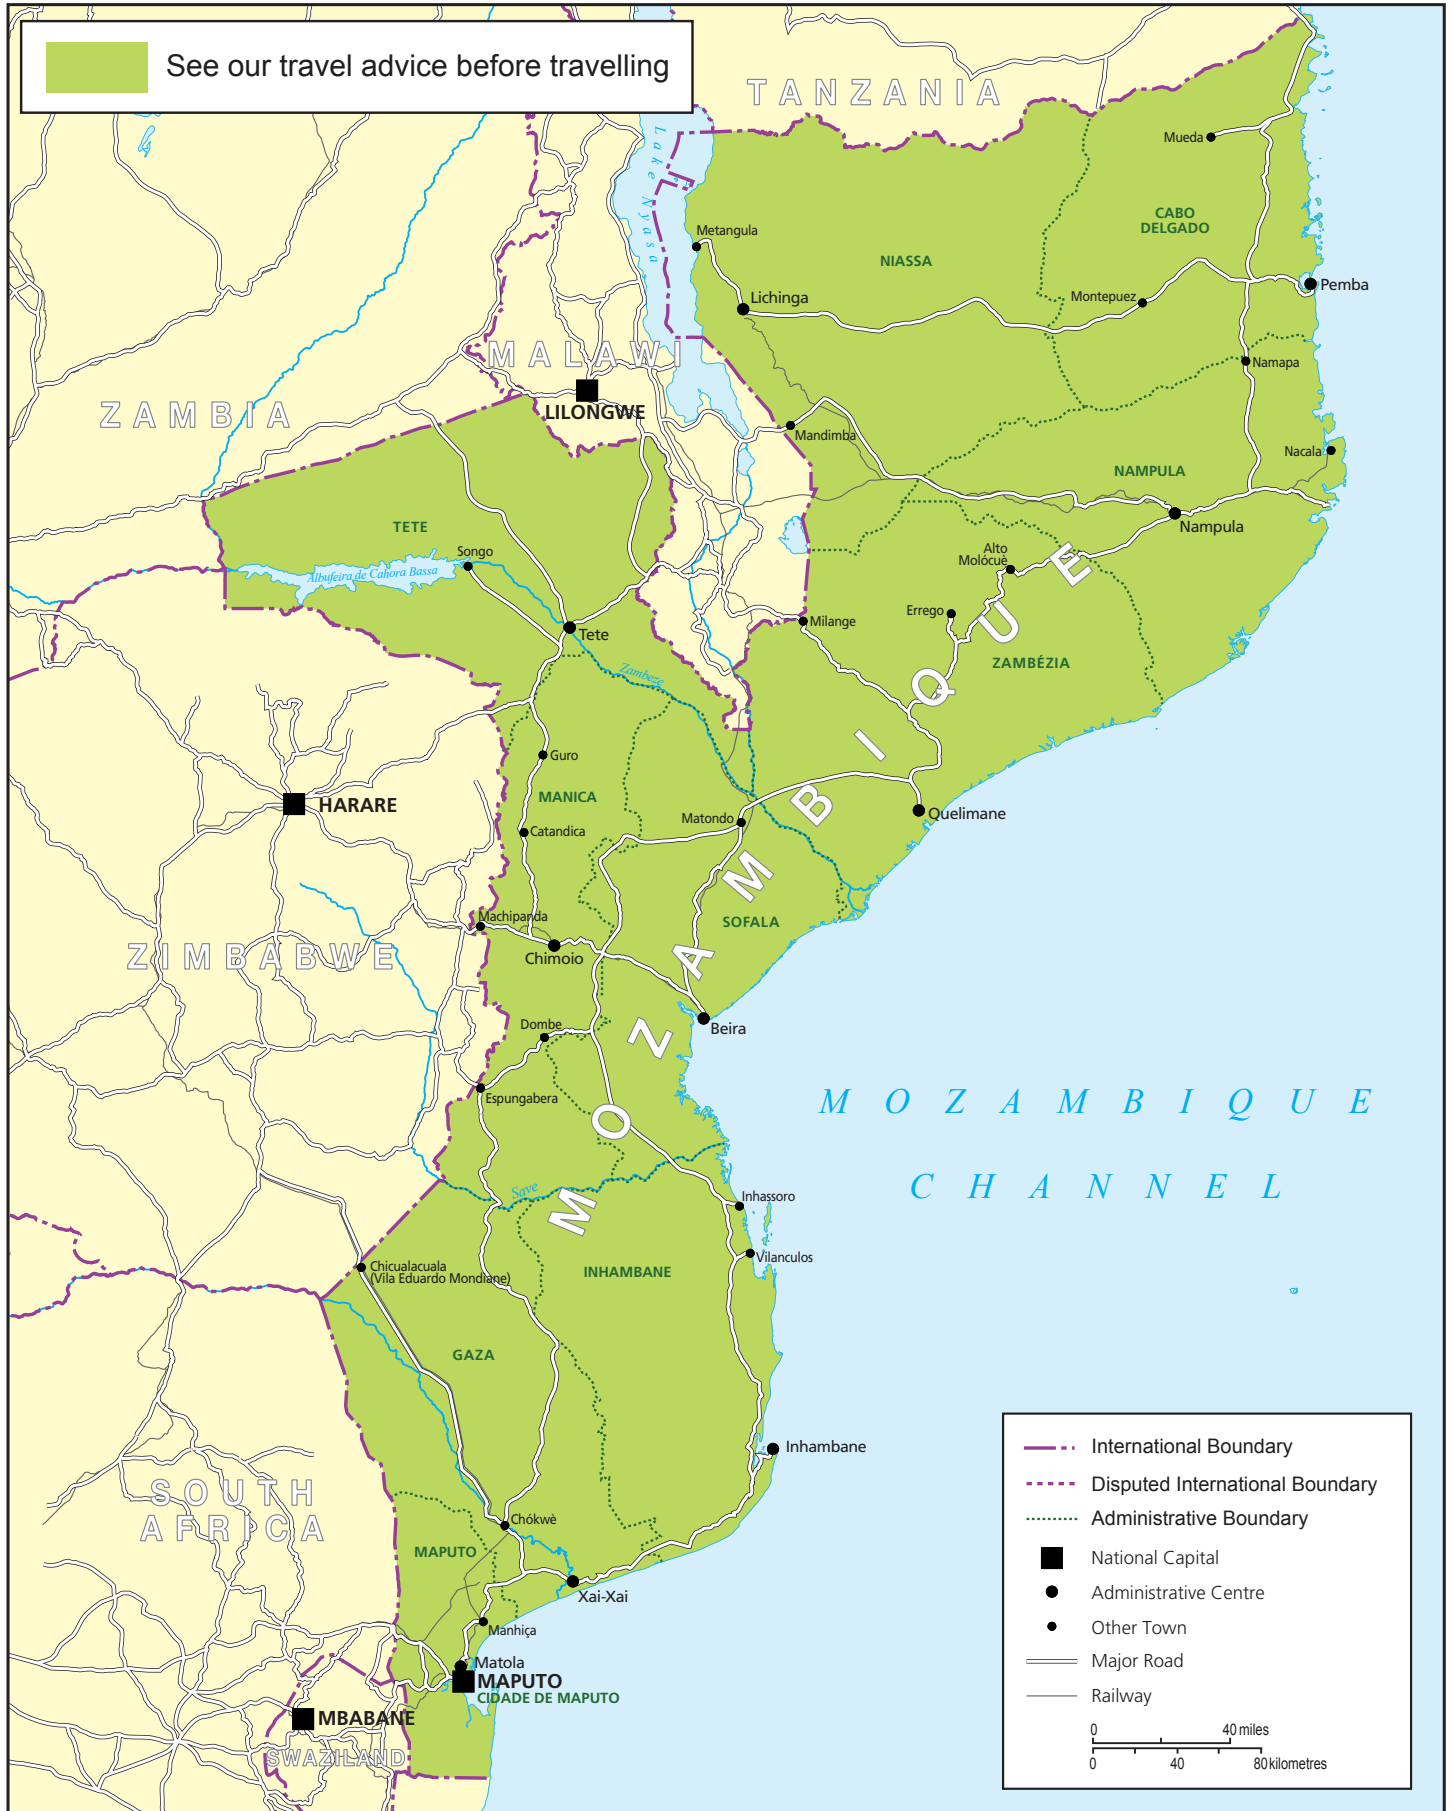 See our travel advice before travelling
TANZANIA
Lake Nyasa
Mueda
CABO
DELGADO
Metangula
NIASSA
Pemba
Lichinga
Montepuez
MALAWI
Namapa
LILONGWE
ZAMBIA
Mandimba
Nacala
NAMPULA
TETE
Nampula
Songo
Alto
Molócuè
Albufeira de Cahora Bassa
Errego
Milange
Tete
ZAMBÉZIA
Zambeze
Guro
MANICA
HARARE
Matondo
Quelimane
Catandica
MOZAMBIQUE
Machipanda
SOFALA
ZIMBABWE
Chimoio
Dombe
Beira
Espungabera
MOZAMBIQUE
CHANNEL
Save
Inhassoro
Vilanculos
Chicualacuala
(Vila Eduardo Mondlane)
INHAMBANE
GAZA
Inhambane
SOUTH
AFRICA
Chókwè
MAPUTO
Xai-Xai
Manhiça
Matola
MAPUTO
CIDADE DE MAPUTO
MBABANE
SWAZILAND
International Boundary
Disputed International Boundary
Administrative Boundary
National Capital
Administrative Centre
Other Town
Major Road
Railway
0 40 miles
0 40 80 kilometres